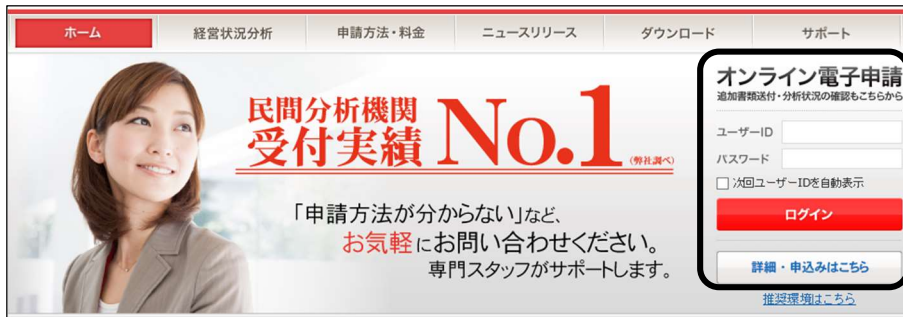 ホーム
経営状況分析
申請方法・料金
ニュースリリース
ダウンロード
サポート
民間分析機関
受付実績 No.1 (弊社調べ)
「申請方法が分からない」など、
お気軽にお問い合わせください。
専門スタッフがサポートします。
オンライン電子申請
追加書類送付・分析状況の確認もこちらから
ユーザーID
パスワード
次回ユーザーIDを自動表示
ログイン
詳細・申込みはこちら
推奨環境はこちら